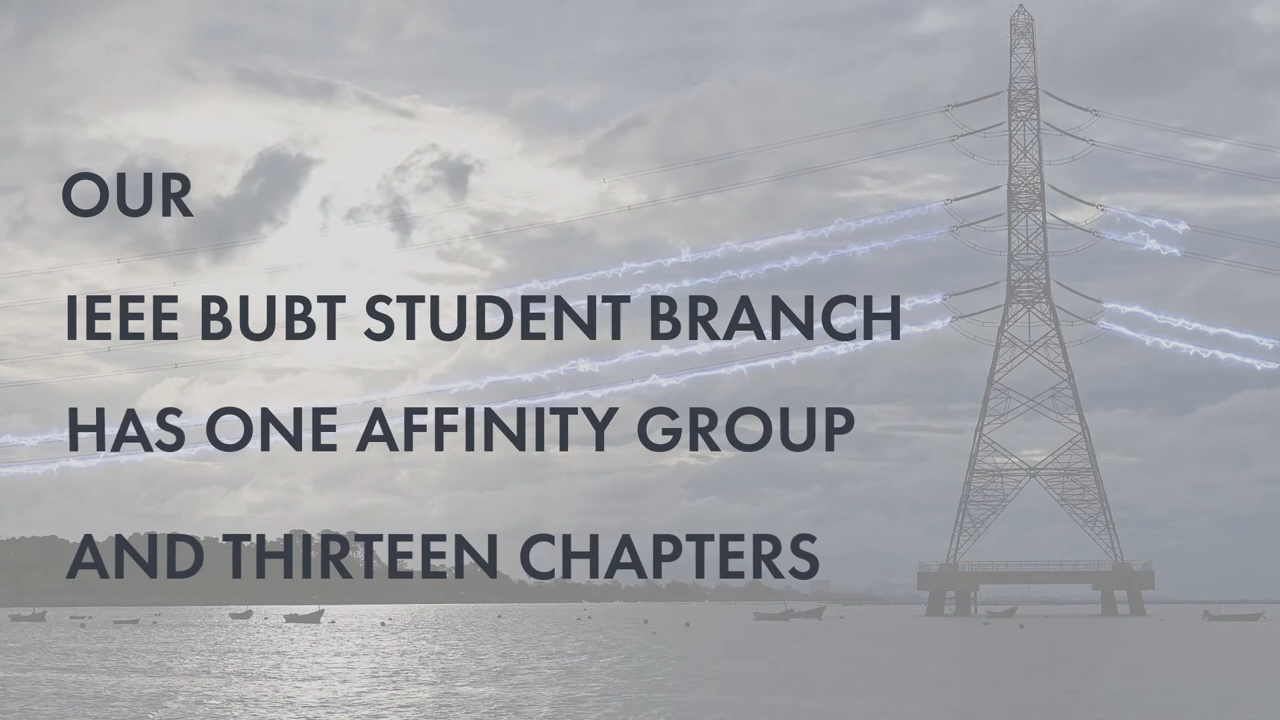 OUR
IEEE BUBT STUDENT BRANCH
HAS ONE AFFINITY GROUP
AND THIRTEEN CHAPTERS